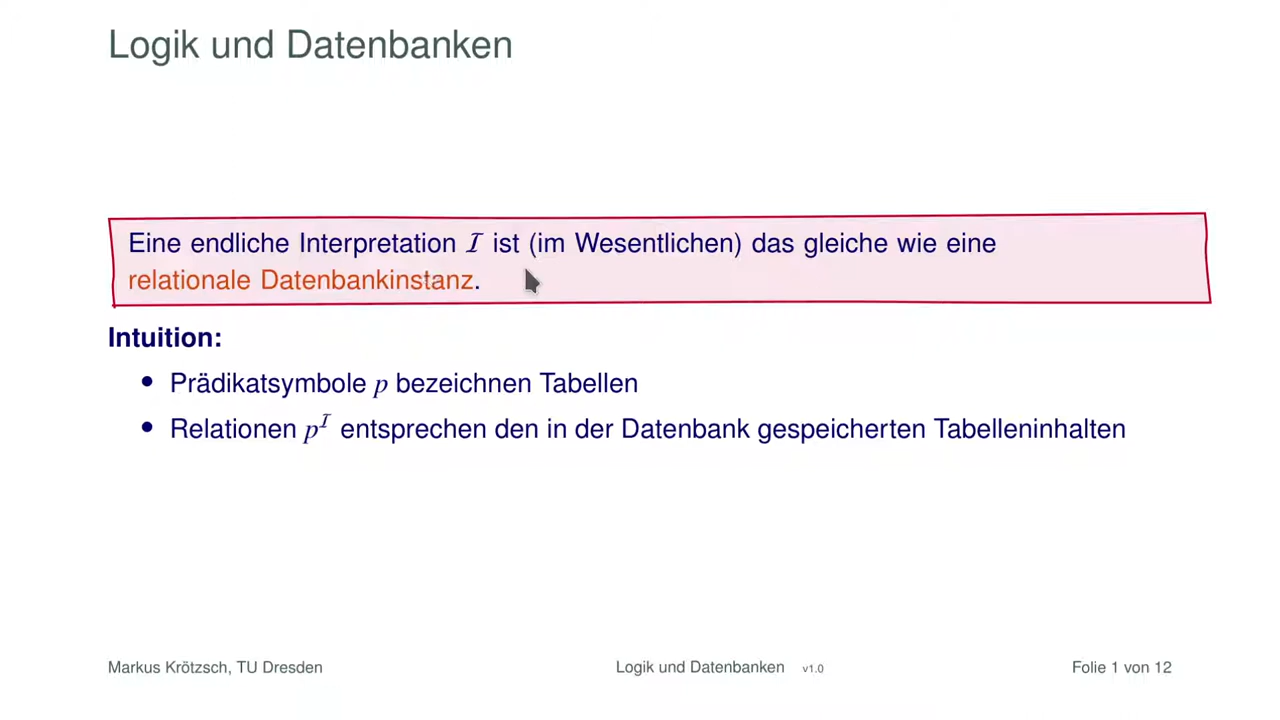 Logik und Datenbanken
Eine endliche Interpretation 𝓘 ist (im Wesentlichen) das gleiche wie eine
relationale Datenbankinstanz.
Intuition:
• Prädikatsymbole p bezeichnen Tabellen
• Relationen p^𝓘 entsprechen den in der Datenbank gespeicherten Tabelleninhalten
Markus Krötzsch, TU Dresden Logik und Datenbanken v1.0 Folie 1 von 12